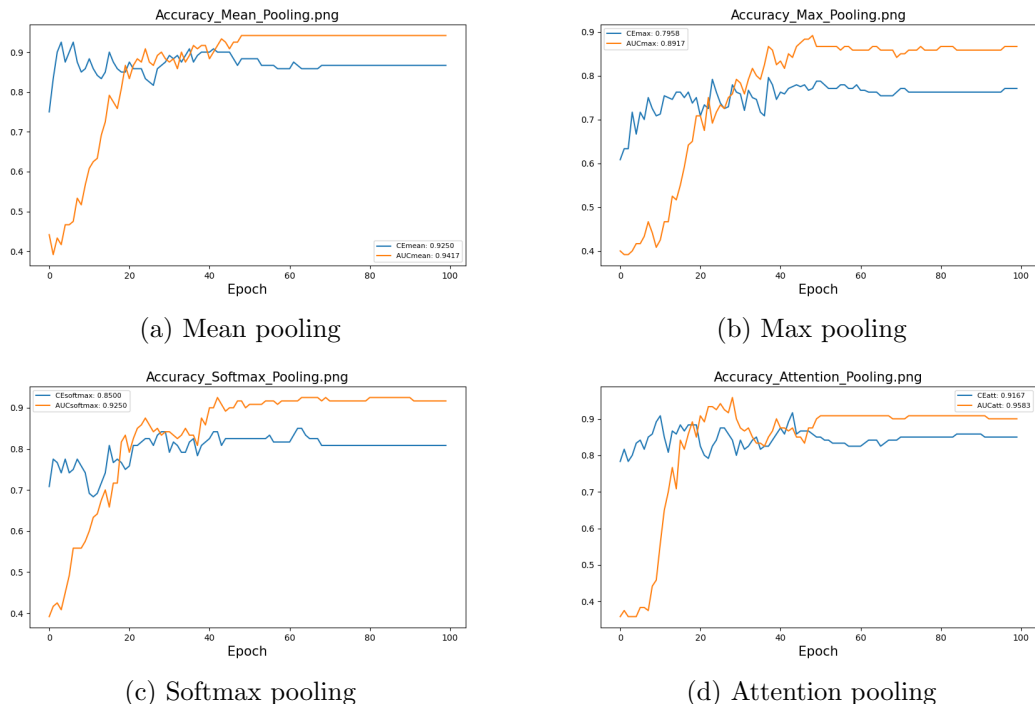 Accuracy_Mean_Pooling.png
0.9
0.8
0.7
0.6
0.5
0.4
CEmean: 0.9250
AUCmean: 0.9417
0 20 40 60 80 100
Epoch
(a) Mean pooling
Accuracy_Max_Pooling.png
CEmax: 0.7958
AUCmax: 0.8917
0.9
0.8
0.7
0.6
0.5
0.4
0 20 40 60 80 100
Epoch
(b) Max pooling
Accuracy_Softmax_Pooling.png
CEsoftmax: 0.8500
AUCsoftmax: 0.9250
0.9
0.8
0.7
0.6
0.5
0.4
0 20 40 60 80 100
Epoch
(c) Softmax pooling
Accuracy_Attention_Pooling.png
CEatt: 0.9167
AUCatt: 0.9583
0.9
0.8
0.7
0.6
0.5
0.4
0 20 40 60 80 100
Epoch
(d) Attention pooling